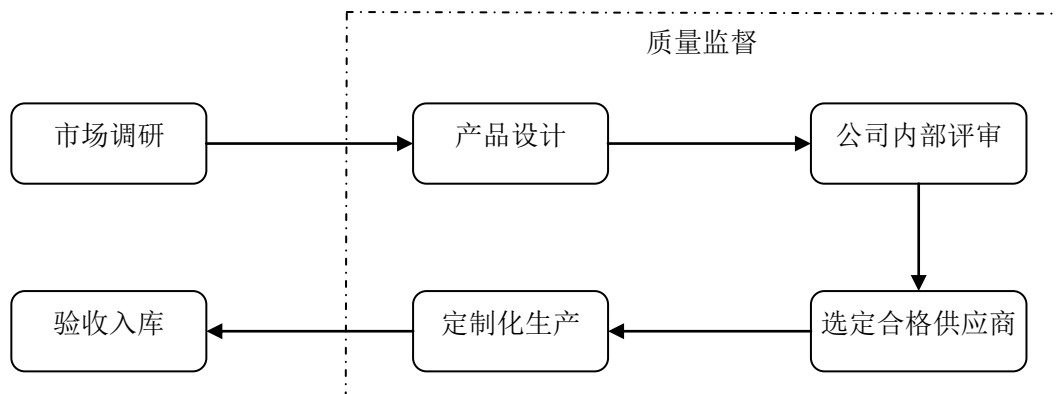 质量监督
市场调研
产品设计
公司内部评审
验收入库
定制化生产
选定合格供应商